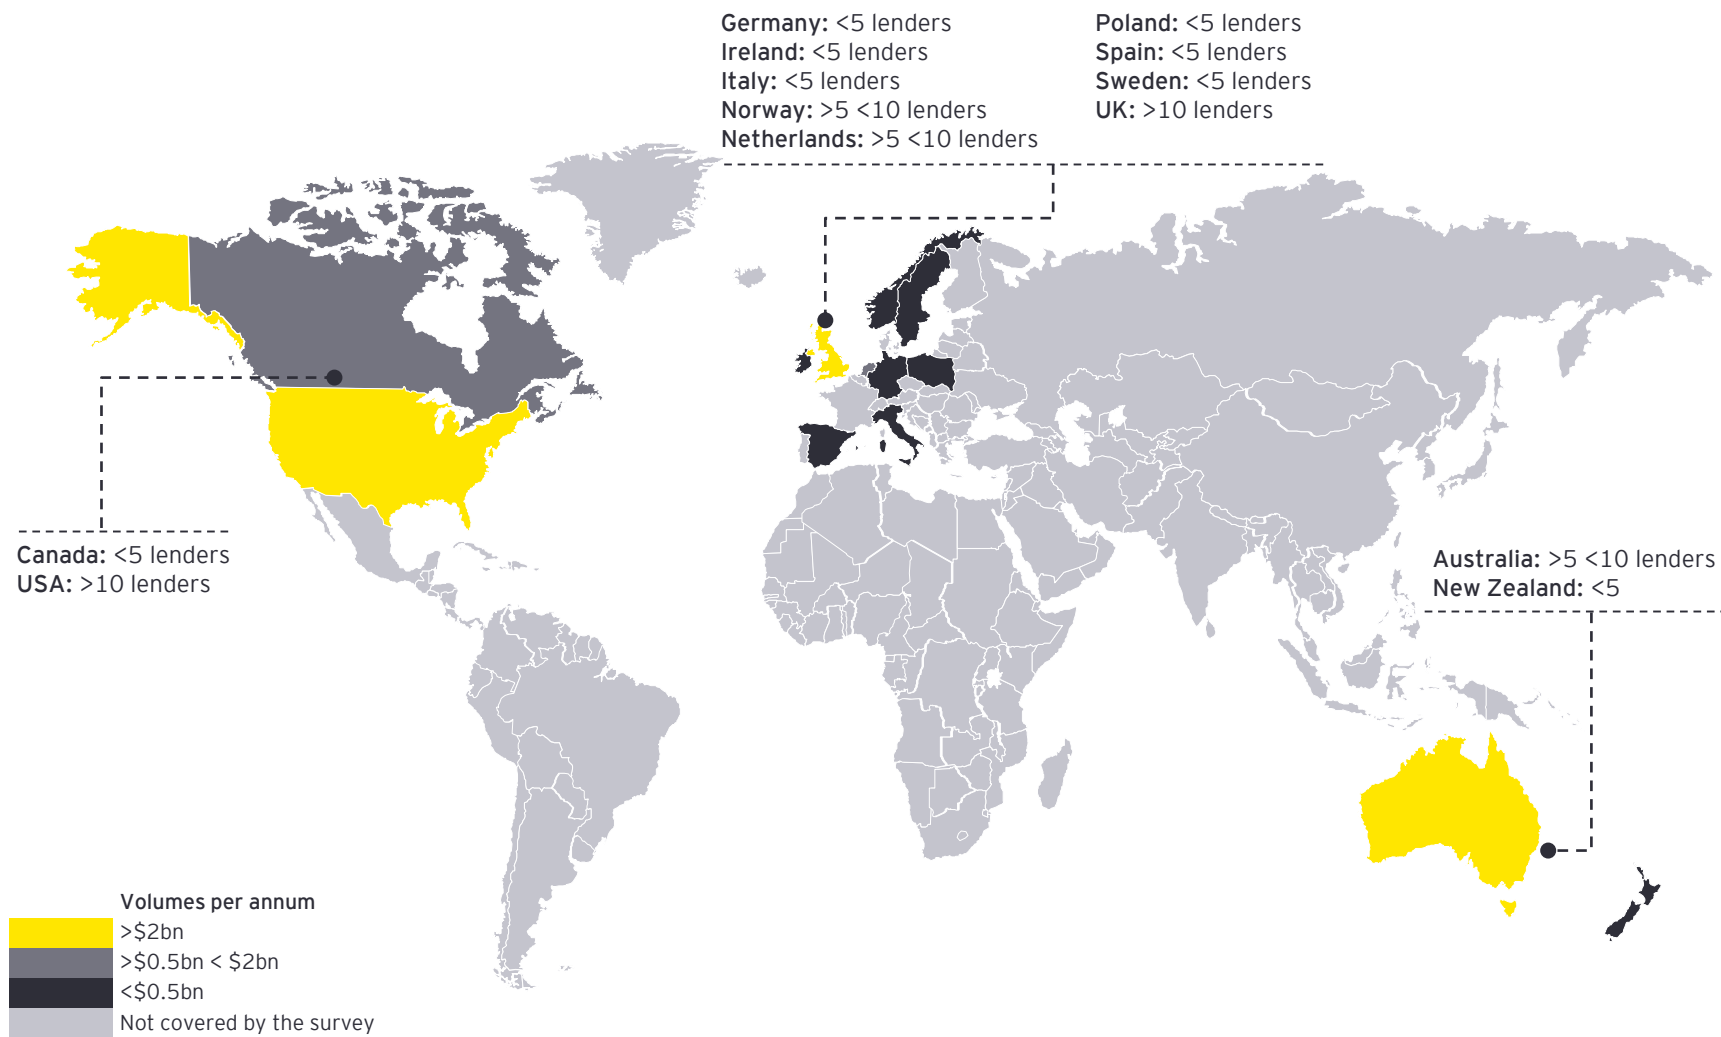 Germany: <5 lenders
Ireland: <5 lenders
Italy: <5 lenders
Norway: >5 <10 lenders
Netherlands: >5 <10 lenders
Poland: <5 lenders
Spain: <5 lenders
Sweden: <5 lenders
UK: >10 lenders
Canada: <5 lenders
USA: >10 lenders
Australia: >5 <10 lenders
New Zealand: <5
Volumes per annum
>$2bn
>$0.5bn < $2bn
<$0.5bn
Not covered by the survey